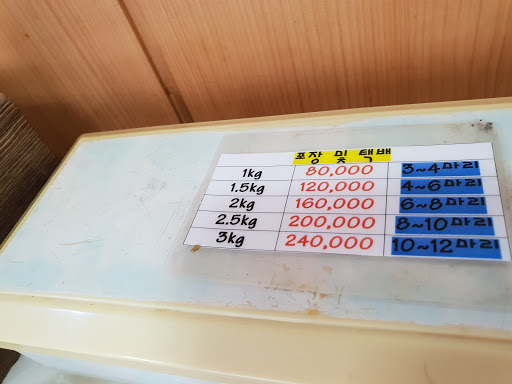 포장 및 택배
1kg 80,000 3~4마리
1.5kg 120,000 4~6마리
2kg 160,000 6~8마리
2.5kg 200,000 8~10마리
3kg 240,000 10~12마리